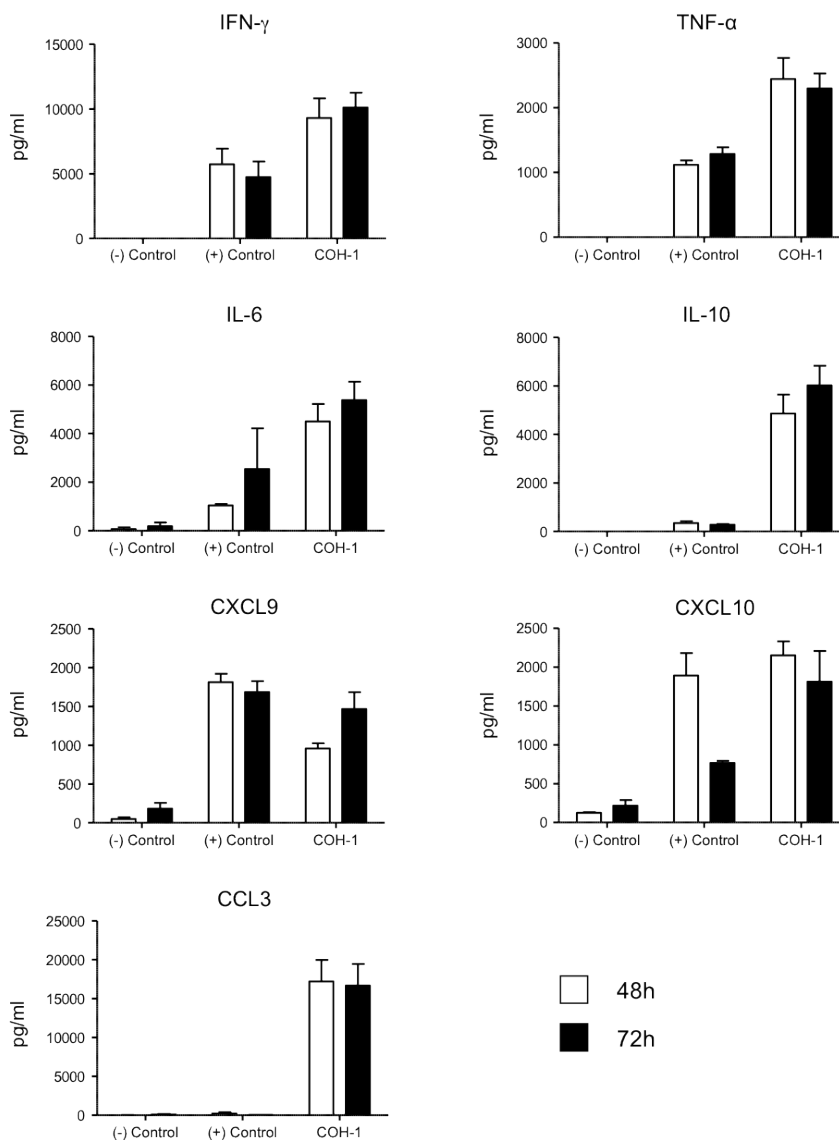 IFN-γ
15000
10000
5000
0
pg/ml
(-) Control
(+) Control
COH-1
TNF-α
3000
2000
1000
0
pg/ml
(-) Control
(+) Control
COH-1
IL-6
8000
6000
4000
2000
0
pg/ml
(-) Control
(+) Control
COH-1
IL-10
8000
6000
4000
2000
0
pg/ml
(-) Control
(+) Control
COH-1
CXCL9
2500
2000
1500
1000
500
0
pg/ml
(-) Control
(+) Control
COH-1
CXCL10
2500
2000
1500
1000
500
0
pg/ml
(-) Control
(+) Control
COH-1
CCL3
25000
20000
15000
10000
5000
0
pg/ml
(-) Control
(+) Control
COH-1
48h
72h